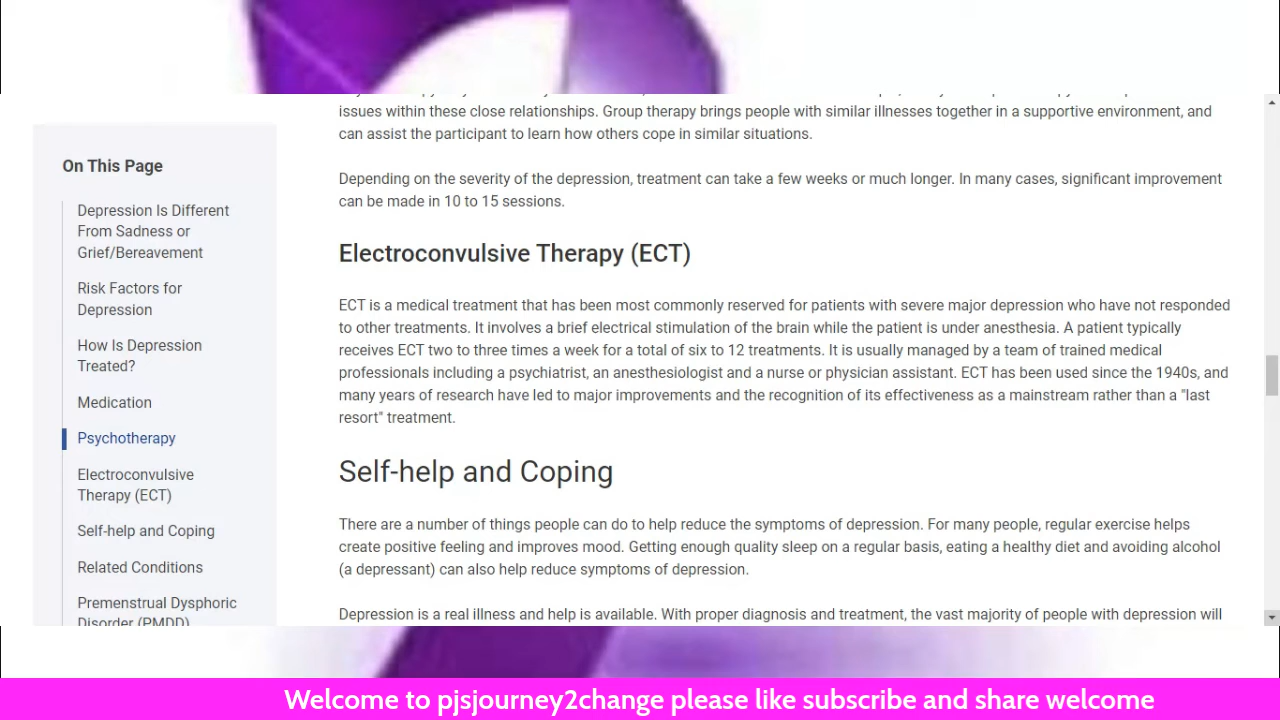 issues within these close relationships. Group therapy brings people with similar illnesses together in a supportive environment, and
can assist the participant to learn how others cope in similar situations.
Depending on the severity of the depression, treatment can take a few weeks or much longer. In many cases, significant improvement
can be made in 10 to 15 sessions.
Electroconvulsive Therapy (ECT)
ECT is a medical treatment that has been most commonly reserved for patients with severe major depression who have not responded
to other treatments. It involves a brief electrical stimulation of the brain while the patient is under anesthesia. A patient typically
receives ECT two to three times a week for a total of six to 12 treatments. It is usually managed by a team of trained medical
professionals including a psychiatrist, an anesthesiologist and a nurse or physician assistant. ECT has been used since the 1940s, and
many years of research have led to major improvements and the recognition of its effectiveness as a mainstream rather than a "last
resort" treatment.
Self-help and Coping
There are a number of things people can do to help reduce the symptoms of depression. For many people, regular exercise helps
create positive feeling and improves mood. Getting enough quality sleep on a regular basis, eating a healthy diet and avoiding alcohol
(a depressant) can also help reduce symptoms of depression.
Depression is a real illness and help is available. With proper diagnosis and treatment, the vast majority of people with depression will
On This Page
Depression Is Different
From Sadness or
Grief/Bereavement
Risk Factors for
Depression
How Is Depression
Treated?
Medication
Psychotherapy
Electroconvulsive
Therapy (ECT)
Self-help and Coping
Related Conditions
Premenstrual Dysphoric
Disorder (PMDD)
Welcome to pjsjourney2change please like subscribe and share welcome